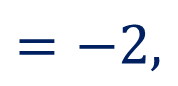 = −2,